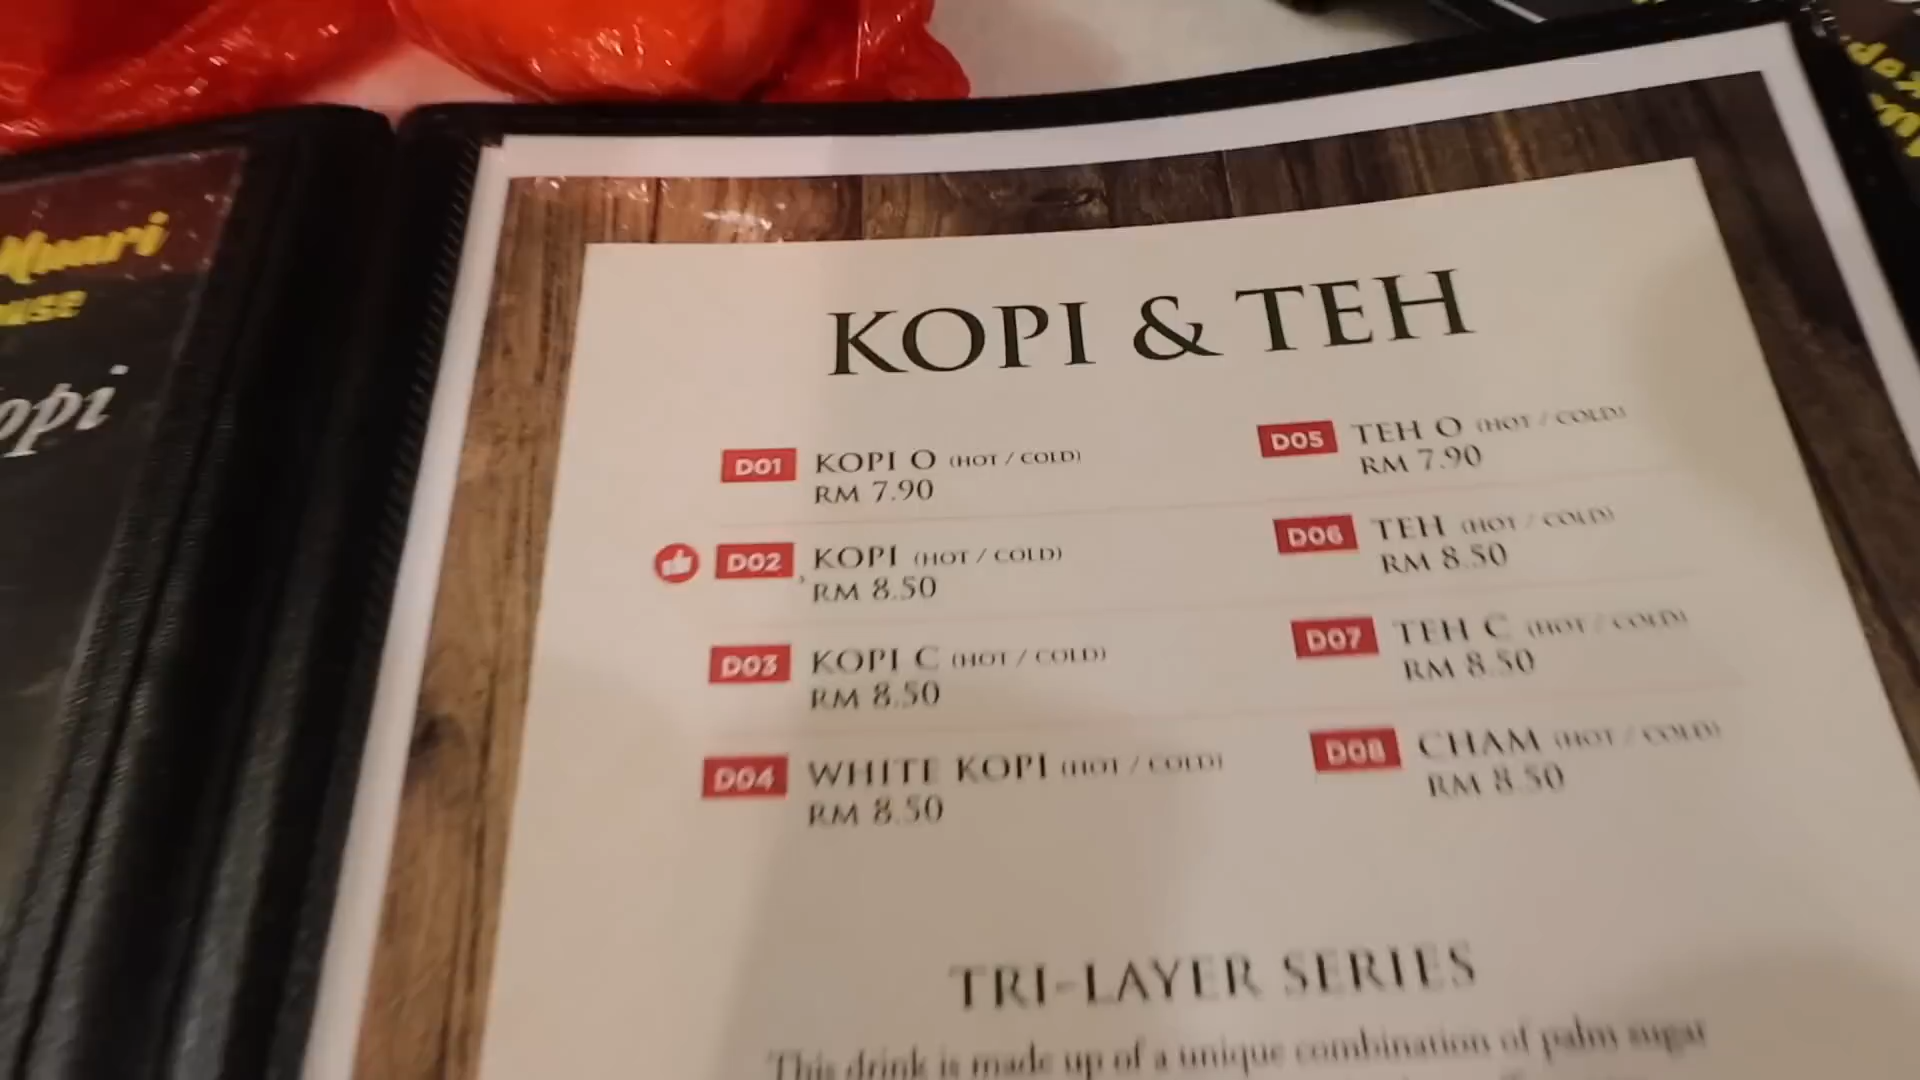 Muari
opi
KOPI & TEH
D01 KOPI O (HOT / COLD)
RM 7.90
D02 KOPI (HOT / COLD)
RM 8.50
D03 KOPI C (HOT / COLD)
RM 8.50
D04 WHITE KOPI (HOT / COLD)
RM 8.50
D05 TEH O (HOT / COLD)
RM 7.90
D06 TEH (HOT / COLD)
RM 8.50
D07 TEH C (HOT / COLD)
RM 8.50
D08 CHAM (HOT / COLD)
RM 8.50
TRI-LAYER SERIES
This drink is made up of a unique combination of palm sugar